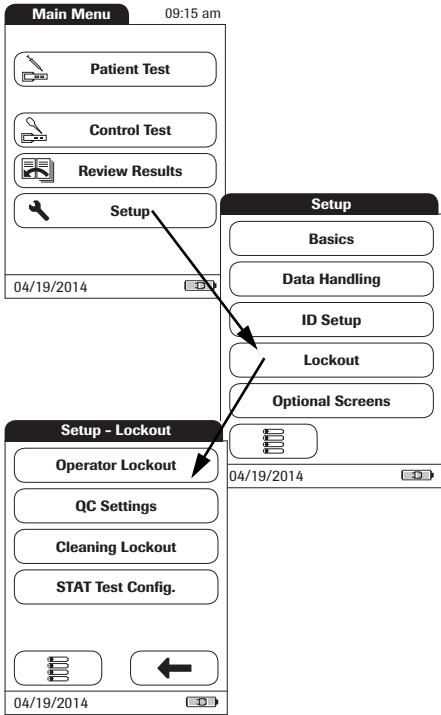 Main Menu
09:15 am
Patient Test
Control Test
Review Results
Setup
04/19/2014
Setup
Basics
Data Handling
ID Setup
Lockout
Optional Screens
04/19/2014
Setup - Lockout
Operator Lockout
QC Settings
Cleaning Lockout
STAT Test Config.
04/19/2014